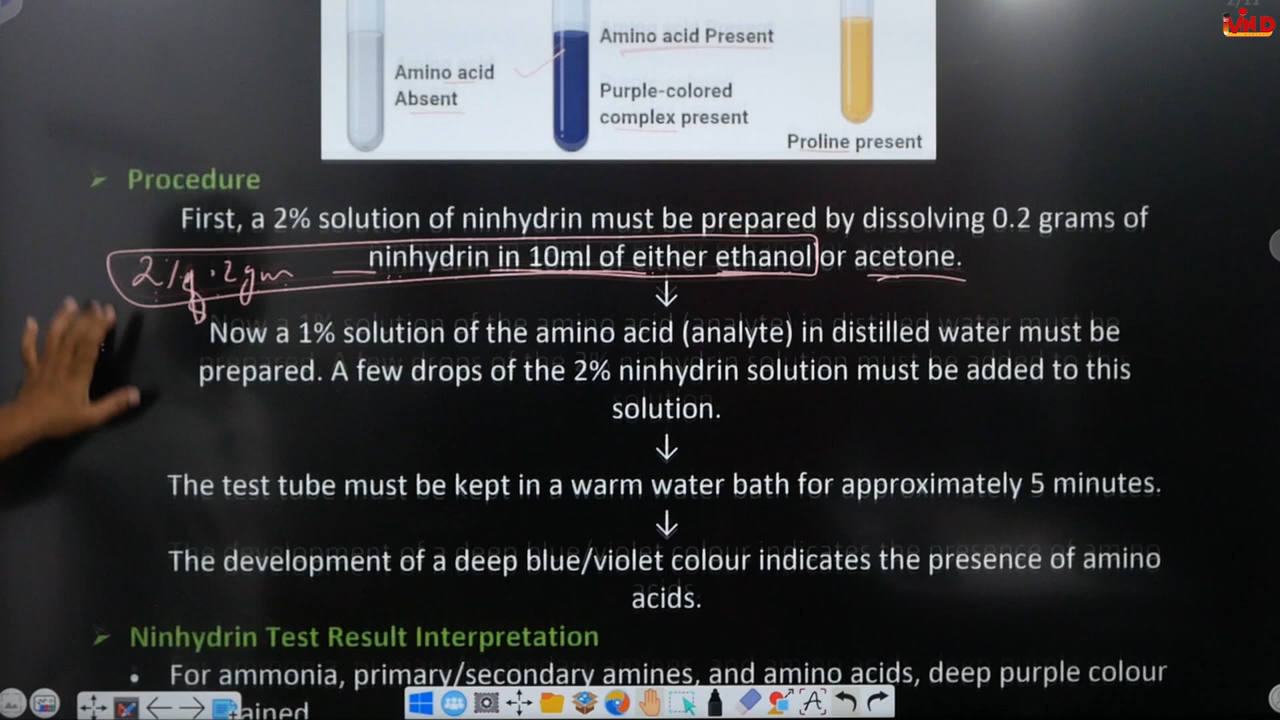 2/11
VMD
Amino acid Present
Amino acid
Absent
Purple-colored
complex present
Proline present
Procedure
First, a 2% solution of ninhydrin must be prepared by dissolving 0.2 grams of
ninhydrin in 10ml of either ethanol or acetone.
Now a 1% solution of the amino acid (analyte) in distilled water must be
prepared. A few drops of the 2% ninhydrin solution must be added to this
solution.
The test tube must be kept in a warm water bath for approximately 5 minutes.
The development of a deep blue/violet colour indicates the presence of amino
acids.
Ninhydrin Test Result Interpretation
• For ammonia, primary/secondary amines, and amino acids, deep purple colour